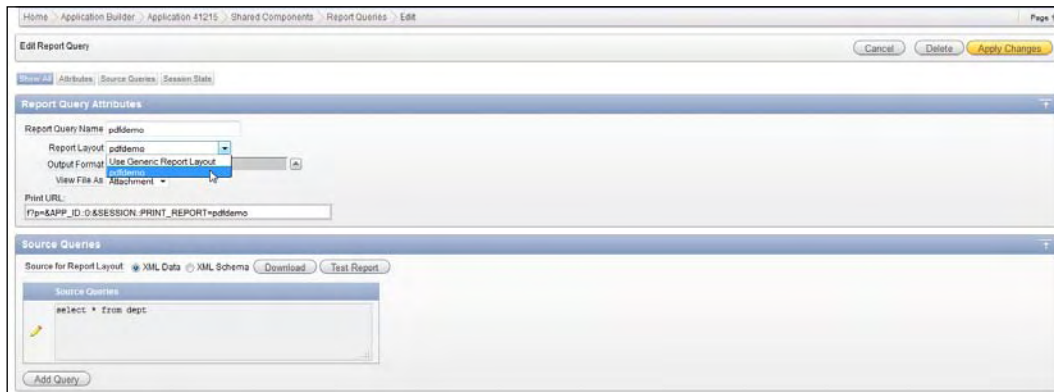 Home > Application Builder > Application 41215 > Shared Components > Report Queries > Edit
Page 1
Edit Report Query
Cancel Delete Apply Changes
Show All Attributes Source Queries Session State
Report Query Attributes
Report Query Name pdfdemo
Report Layout pdfdemo
Use Generic Report Layout
Output Format
pdfdemo
View File As Attachment
Print URL:
f?p=&APP_ID.:0:&SESSION.:PRINT_REPORT=pdfdemo
Source Queries
Source for Report Layout XML Data XML Schema Download Test Report
Source Queries
select * from dept
Add Query